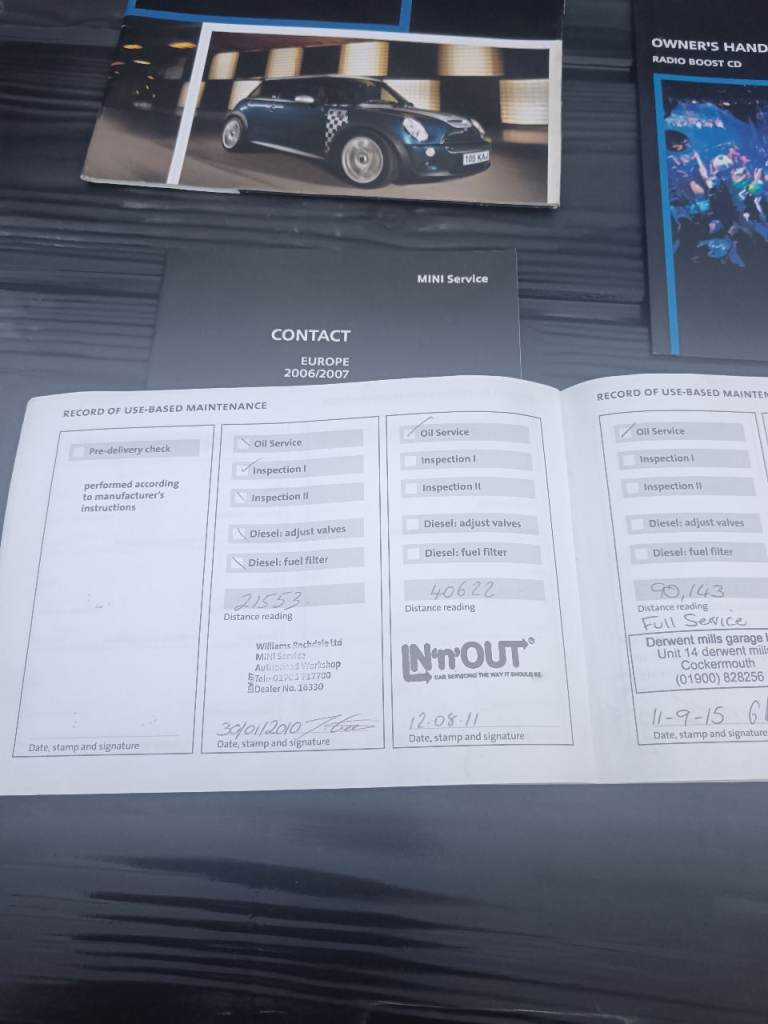 105 KAJ
OWNER'S HAND
RADIO BOOST CD
MINI Service
CONTACT
EUROPE
2006/2007
RECORD OF USE-BASED MAINTENANCE
Pre-delivery check
performed according
to manufacturer's
instructions
Date, stamp and signature
Oil Service
Inspection I
Inspection II
Diesel: adjust valves
Diesel: fuel filter
21553
Distance reading
Williams Rochdale Ltd
MINI Service
Authorised Workshop
Tel: 01701 217700
Dealer No. 16330
30/01/2010
Date, stamp and signature
Oil Service
Inspection I
Inspection II
Diesel: adjust valves
Diesel: fuel filter
40622
Distance reading
IN'n'OUT
CAR SERVICING THE WAY IT SHOULD BE
12.08.11
Date, stamp and signature
RECORD OF USE-BASED MAINTEN
Oil Service
Inspection I
Inspection II
Diesel: adjust valves
Diesel: fuel filter
90,143
Distance reading
Full Service
Derwent mills garage
Unit 14 derwent mills
Cockermouth
(01900) 828256
11-9-15
Date, stamp and signature